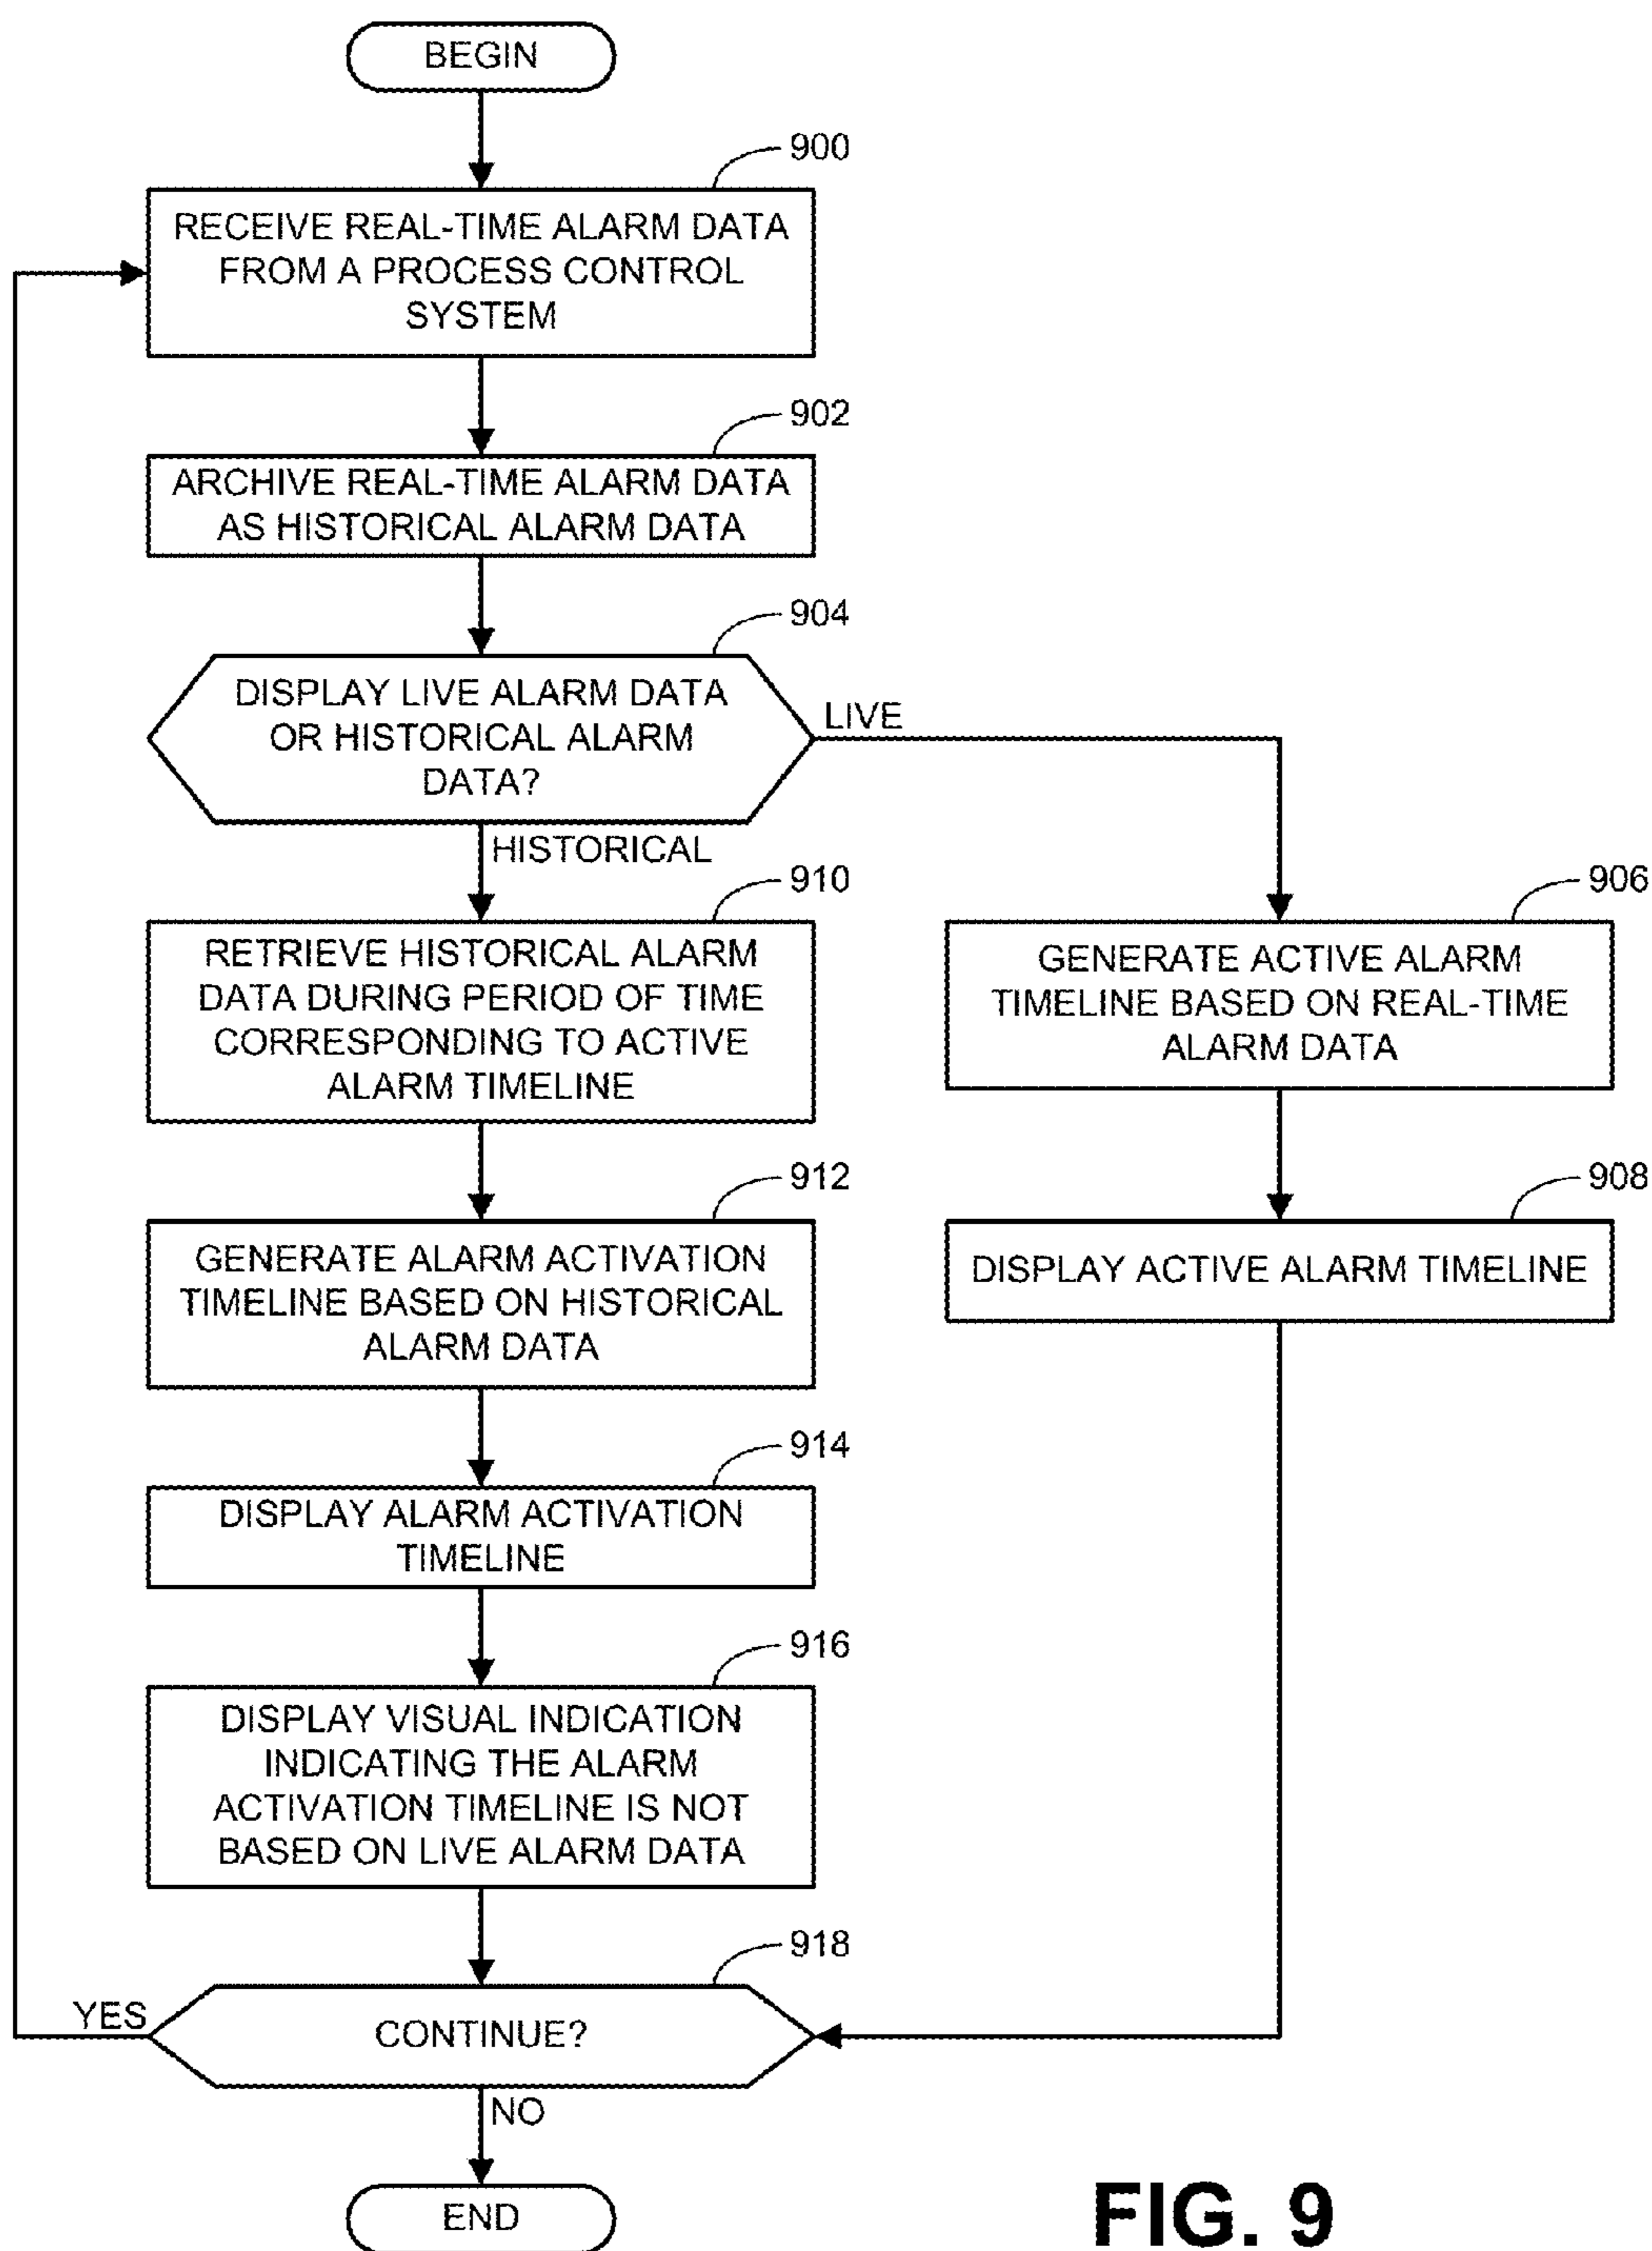 BEGIN
900
RECEIVE REAL-TIME ALARM DATA
FROM A PROCESS CONTROL
SYSTEM
902
ARCHIVE REAL-TIME ALARM DATA
AS HISTORICAL ALARM DATA
904
DISPLAY LIVE ALARM DATA
OR HISTORICAL ALARM
DATA?
LIVE
HISTORICAL
910
RETRIEVE HISTORICAL ALARM
DATA DURING PERIOD OF TIME
CORRESPONDING TO ACTIVE
ALARM TIMELINE
906
GENERATE ACTIVE ALARM
TIMELINE BASED ON REAL-TIME
ALARM DATA
912
GENERATE ALARM ACTIVATION
TIMELINE BASED ON HISTORICAL
ALARM DATA
908
DISPLAY ACTIVE ALARM TIMELINE
914
DISPLAY ALARM ACTIVATION
TIMELINE
916
DISPLAY VISUAL INDICATION
INDICATING THE ALARM
ACTIVATION TIMELINE IS NOT
BASED ON LIVE ALARM DATA
918
YES
CONTINUE?
NO
END
FIG. 9